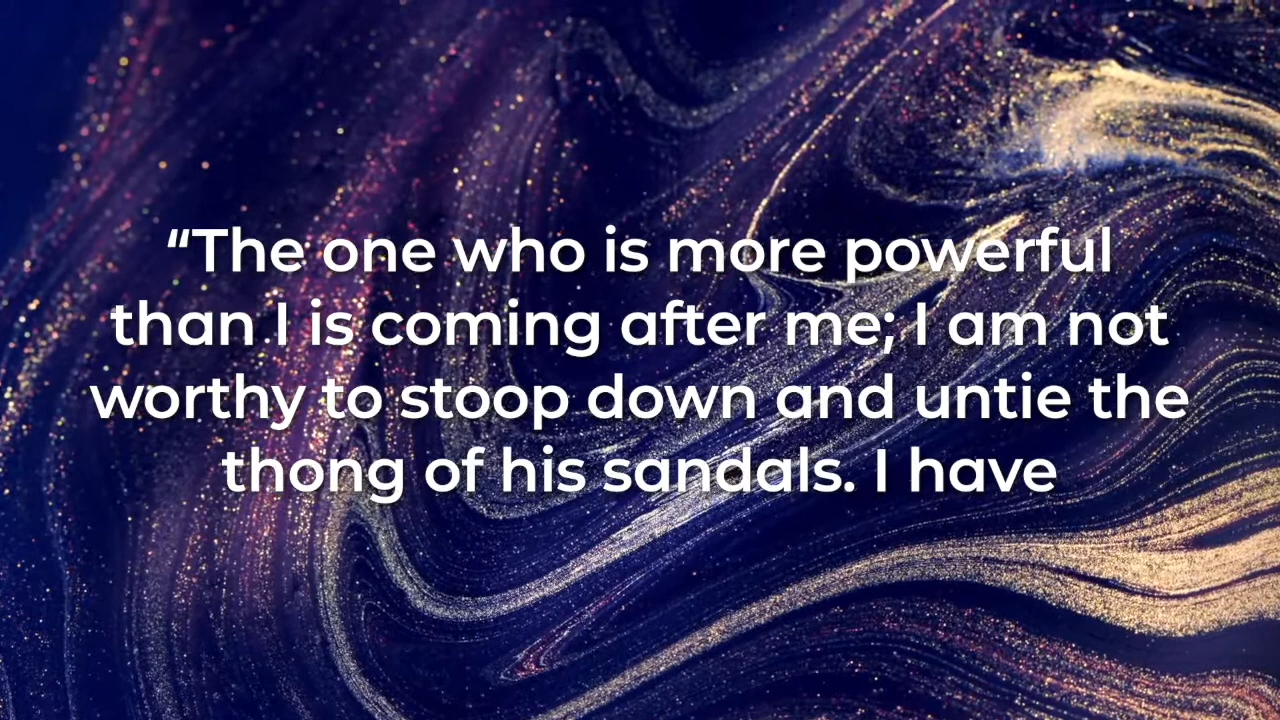 “The one who is more powerful
than I is coming after me; I am not
worthy to stoop down and untie the
thong of his sandals. I have